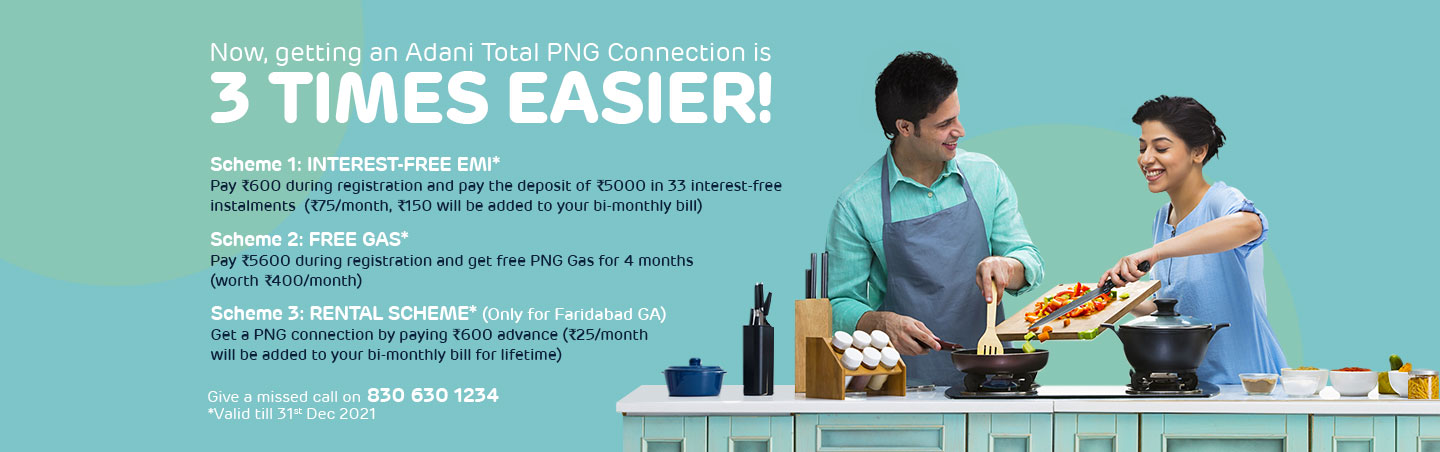 Now, getting an Adani Total PNG Connection is
3 TIMES EASIER!
Scheme 1: INTEREST-FREE EMI*
Pay ₹600 during registration and pay the deposit of ₹5000 in 33 interest-free
instalments (₹75/month, ₹150 will be added to your bi-monthly bill)
Scheme 2: FREE GAS*
Pay ₹5600 during registration and get free PNG Gas for 4 months
(worth ₹400/month)
Scheme 3: RENTAL SCHEME* (Only for Faridabad GA)
Get a PNG connection by paying ₹600 advance (₹25/month
will be added to your bi-monthly bill for lifetime)
Give a missed call on 830 630 1234
*Valid till 31st Dec 2021